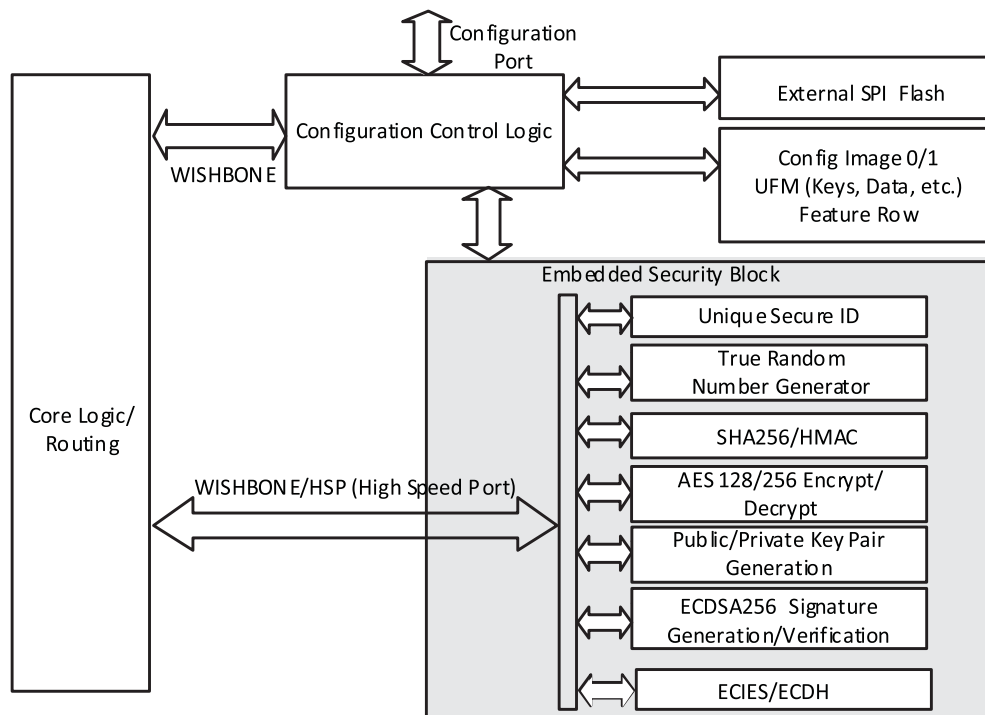 Configuration
Port
External SPI Flash
Configuration Control Logic
WISHBONE
Config Image 0/1
UFM (Keys, Data, etc.)
Feature Row
Embedded Security Block
Unique Secure ID
True Random
Number Generator
Core Logic/
Routing
SHA256/HMAC
WISHBONE/HSP (High Speed Port)
AES 128/256 Encrypt/
Decrypt
Public/Private Key Pair
Generation
ECDSA256 Signature
Generation/Verification
ECIES/ECDH